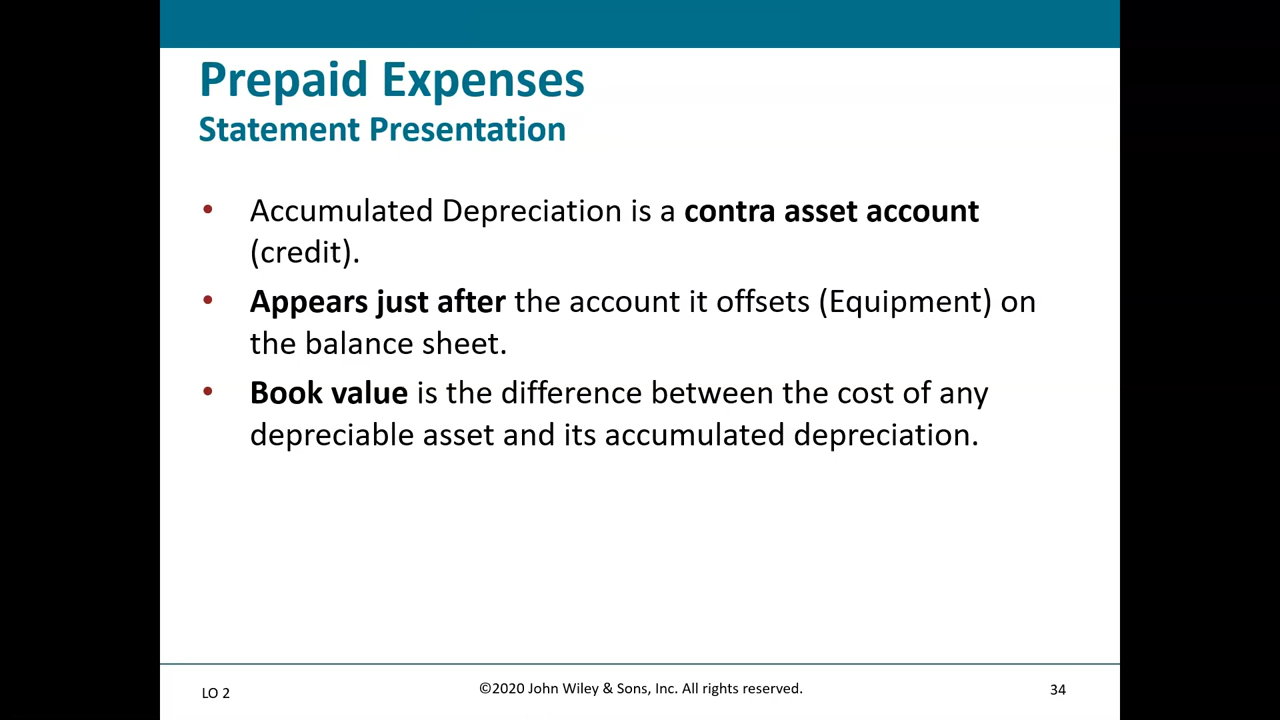 Prepaid Expenses
Statement Presentation
• Accumulated Depreciation is a contra asset account
(credit).
• Appears just after the account it offsets (Equipment) on
the balance sheet.
• Book value is the difference between the cost of any
depreciable asset and its accumulated depreciation.
LO 2
©2020 John Wiley & Sons, Inc. All rights reserved.
34